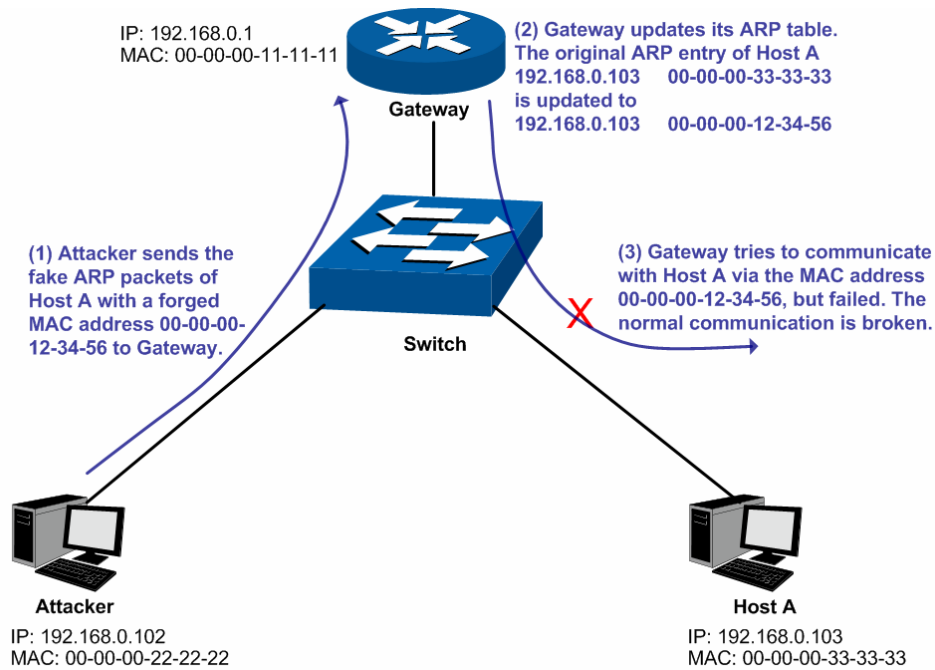 IP: 192.168.0.1
MAC: 00-00-00-11-11-11
Gateway
(2) Gateway updates its ARP table.
The original ARP entry of Host A
192.168.0.103 00-00-00-33-33-33
is updated to
192.168.0.103 00-00-00-12-34-56
(1) Attacker sends the
fake ARP packets of
Host A with a forged
MAC address 00-00-00-
12-34-56 to Gateway.
(3) Gateway tries to communicate
with Host A via the MAC address
00-00-00-12-34-56, but failed. The
normal communication is broken.
X
Switch
Attacker
IP: 192.168.0.102
MAC: 00-00-00-22-22-22
Host A
IP: 192.168.0.103
MAC: 00-00-00-33-33-33